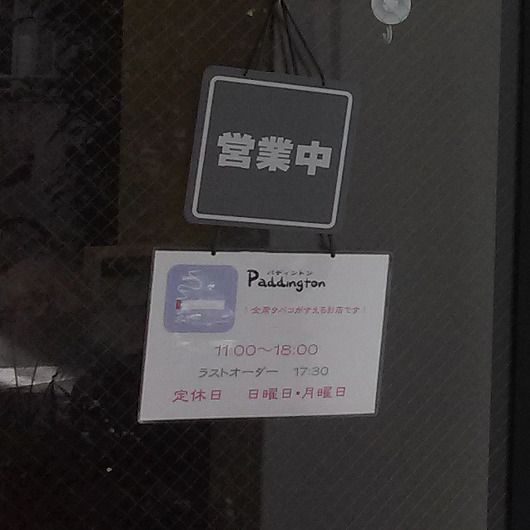 営業中
パディントン
Paddington
!全席タバコがすえるお店です!
11:00～18:00
ラストオーダー 17:30
定休日 日曜日・月曜日